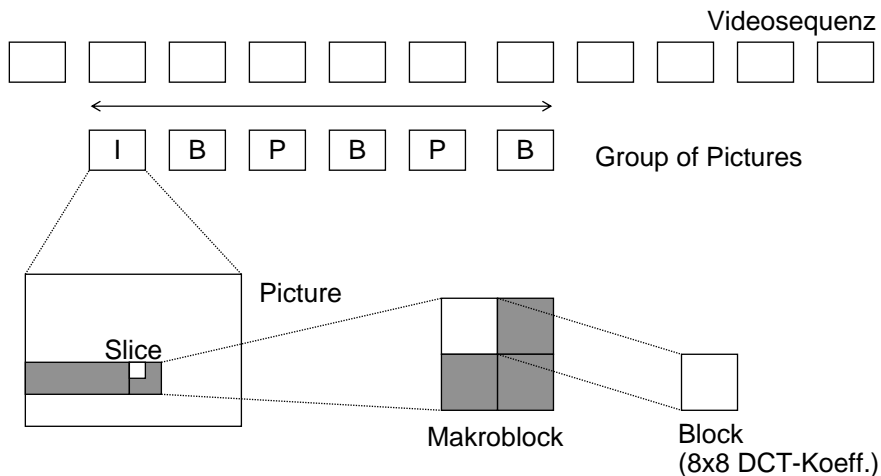 Videosequenz
I B P B P B
Group of Pictures
Picture
Slice
Makroblock
Block
(8x8 DCT-Koeff.)